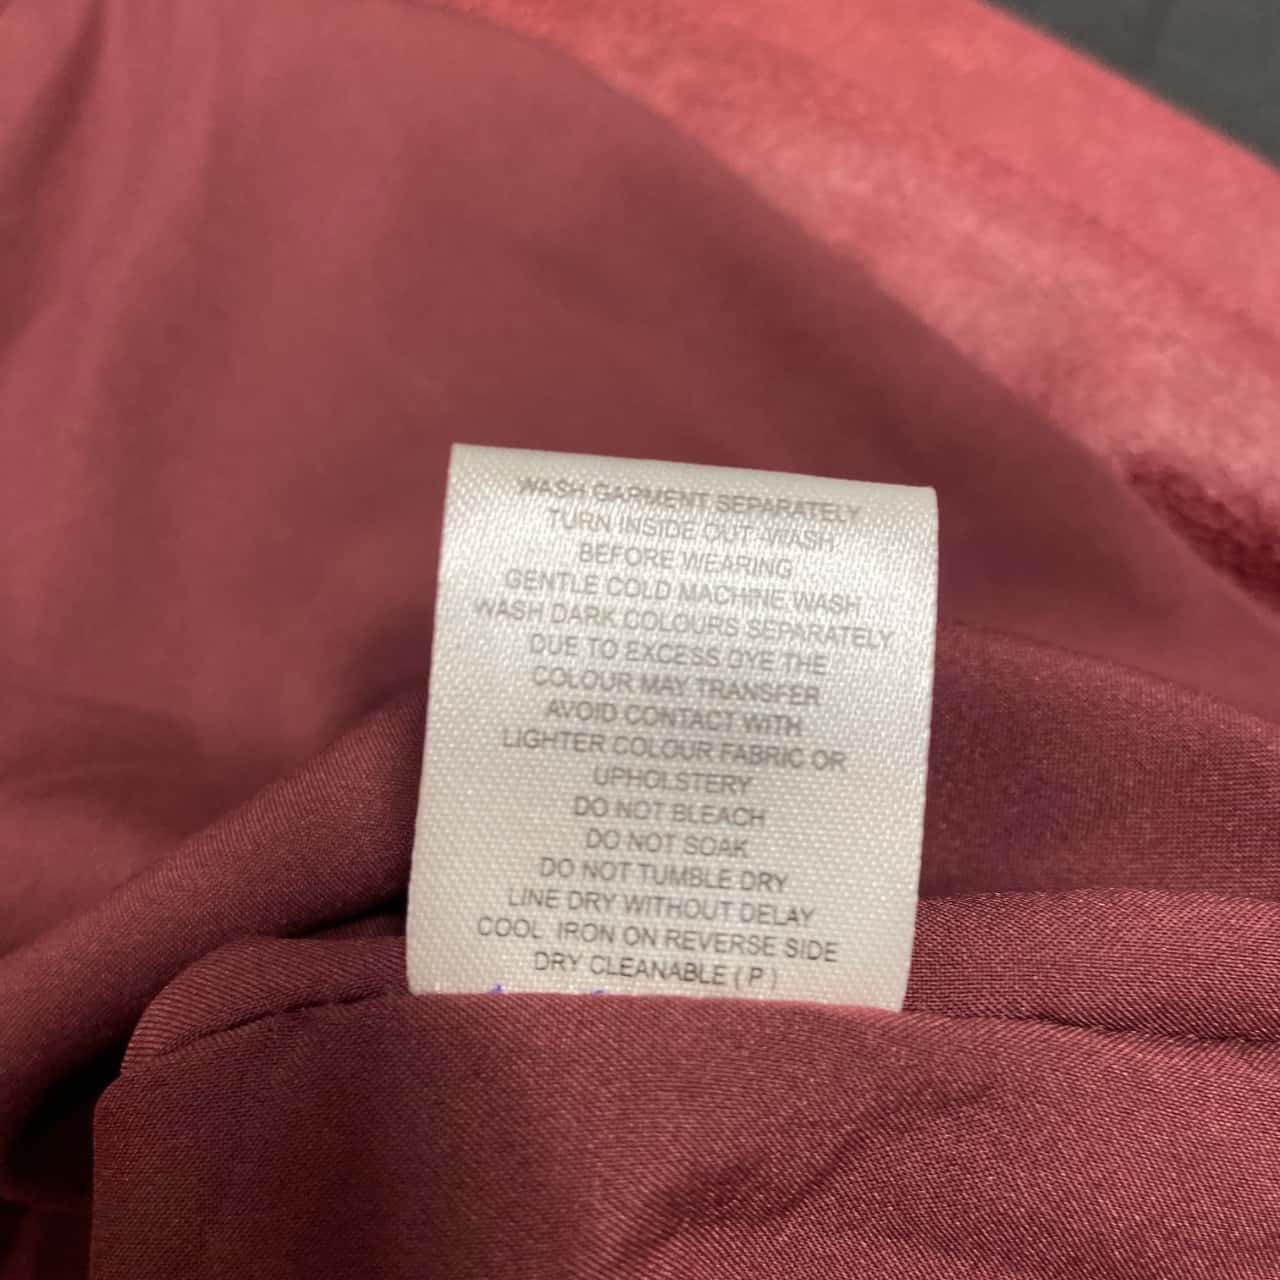 WASH GARMENT SEPARATELY
TURN INSIDE OUT -WASH
BEFORE WEARING
GENTLE COLD MACHINE WASH
WASH DARK COLOURS SEPARATELY
DUE TO EXCESS DYE THE
COLOUR MAY TRANSFER
AVOID CONTACT WITH
LIGHTER COLOUR FABRIC OR
UPHOLSTERY
DO NOT BLEACH
DO NOT SOAK
DO NOT TUMBLE DRY
LINE DRY WITHOUT DELAY
COOL IRON ON REVERSE SIDE
DRY CLEANABLE ( P )